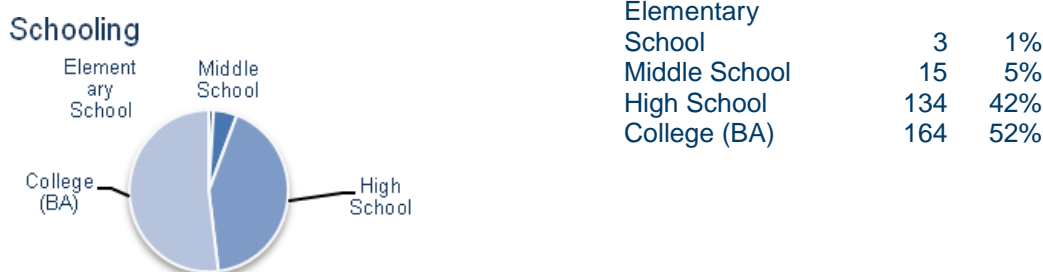 Schooling
Element
ary
School
Middle
School
College
(BA)
High
School
Elementary
School 3 1%
Middle School 15 5%
High School 134 42%
College (BA) 164 52%